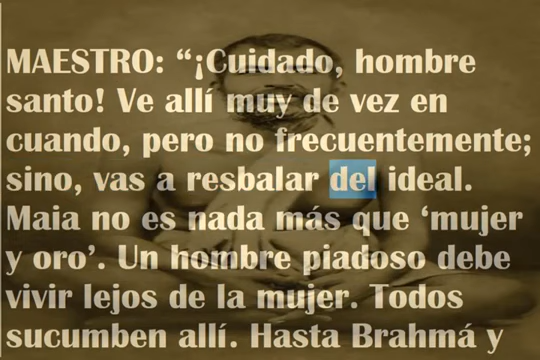 MAESTRO: “¡Cuidado, hombre
santo! Ve allí muy de vez en
cuando, pero no frecuentemente;
sino, vas a resbalar del ideal.
Maia no es nada más que ‘mujer
y oro’. Un hombre piadoso debe
vivir lejos de la mujer. Todos
sucumben allí. Hasta Brahmá y